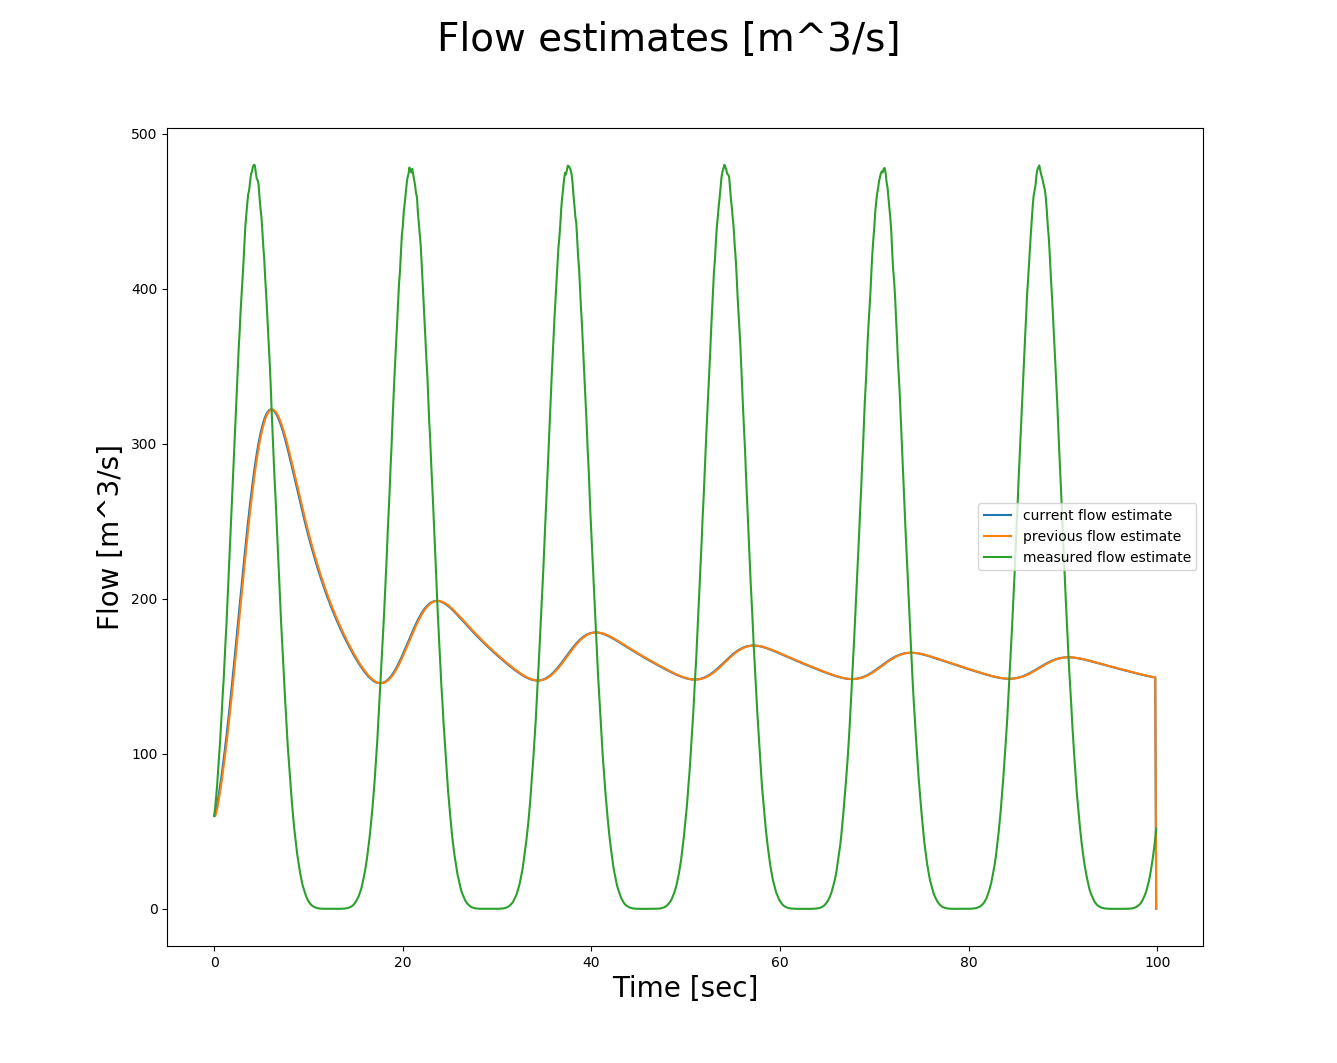 Flow estimates [m^3/s]
500
400
300
200
100
0
Flow [m^3/s]
current flow estimate
previous flow estimate
measured flow estimate
0 20 40 60 80 100
Time [sec]